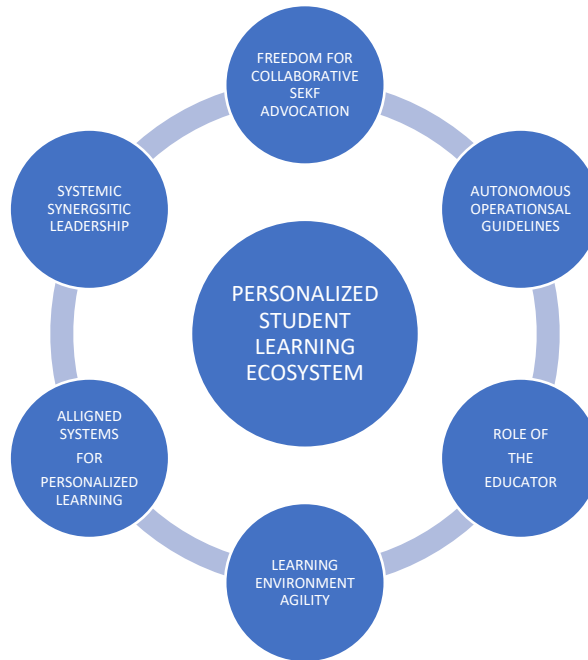 FREEDOM FOR
COLLABORATIVE
SEKF
ADVOCATION
AUTONOMOUS
OPERATIONSAL
GUIDELINES
ROLE OF
THE
EDUCATOR
LEARNING
ENVIRONMENT
AGILITY
ALLIGNED
SYSTEMS
FOR
PERSONALIZED
LEARNING
SYSTEMIC
SYNERGSITIC
LEADERSHIP
PERSONALIZED
STUDENT
LEARNING
ECOSYSTEM